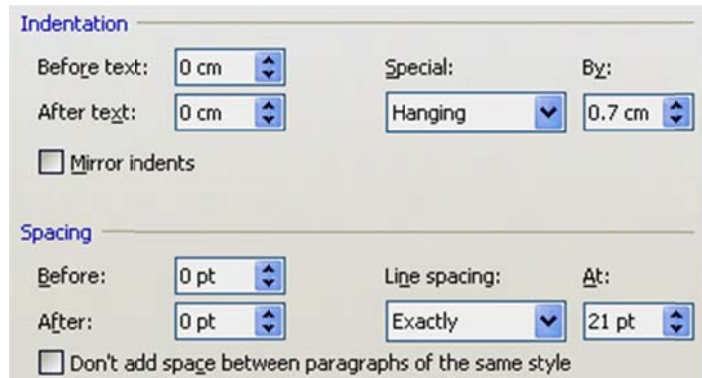 Indentation
Before text: 0 cm Special: By:
After text: 0 cm Hanging 0.7 cm
Mirror indents
Spacing
Before: 0 pt Line spacing: At:
After: 0 pt Exactly 21 pt
Don't add space between paragraphs of the same style